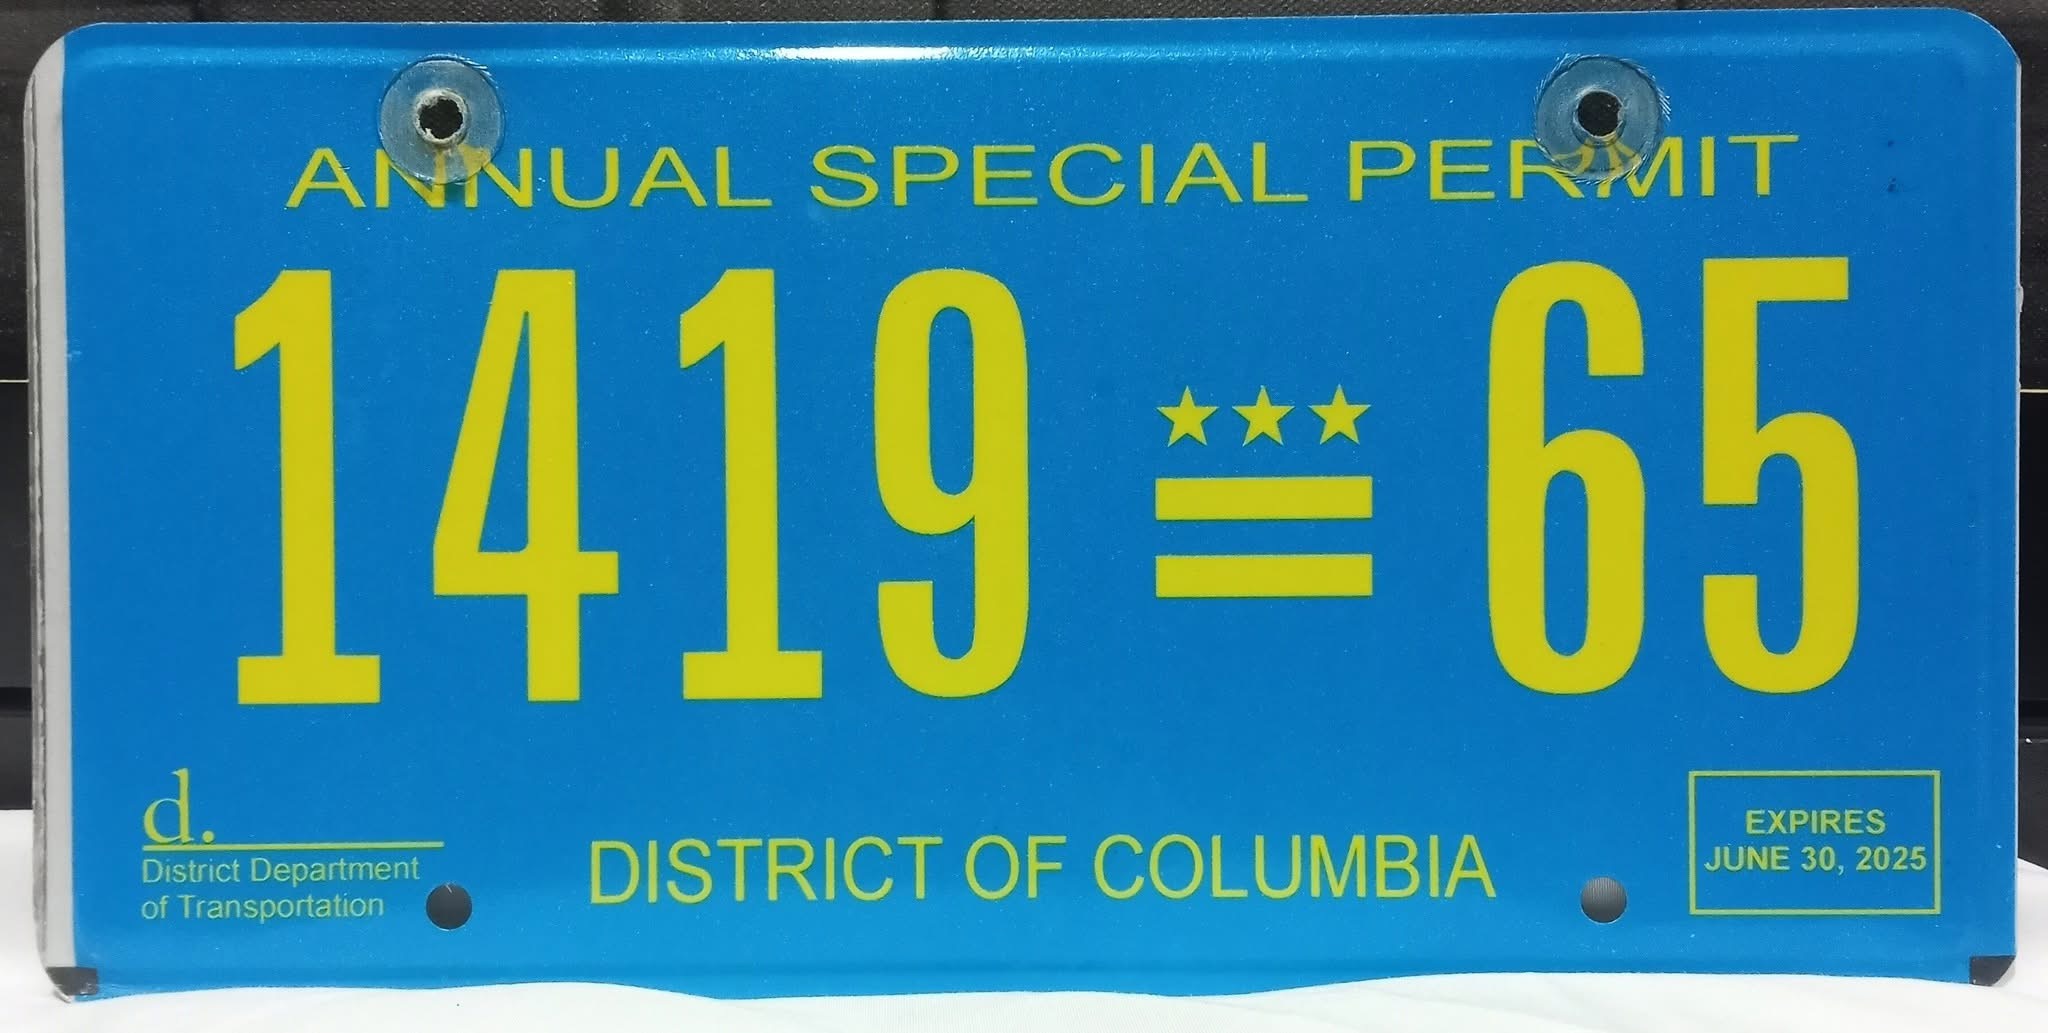 ANNUAL SPECIAL PERMIT
1419 65
d.
District Department
of Transportation
DISTRICT OF COLUMBIA
EXPIRES
JUNE 30, 2025